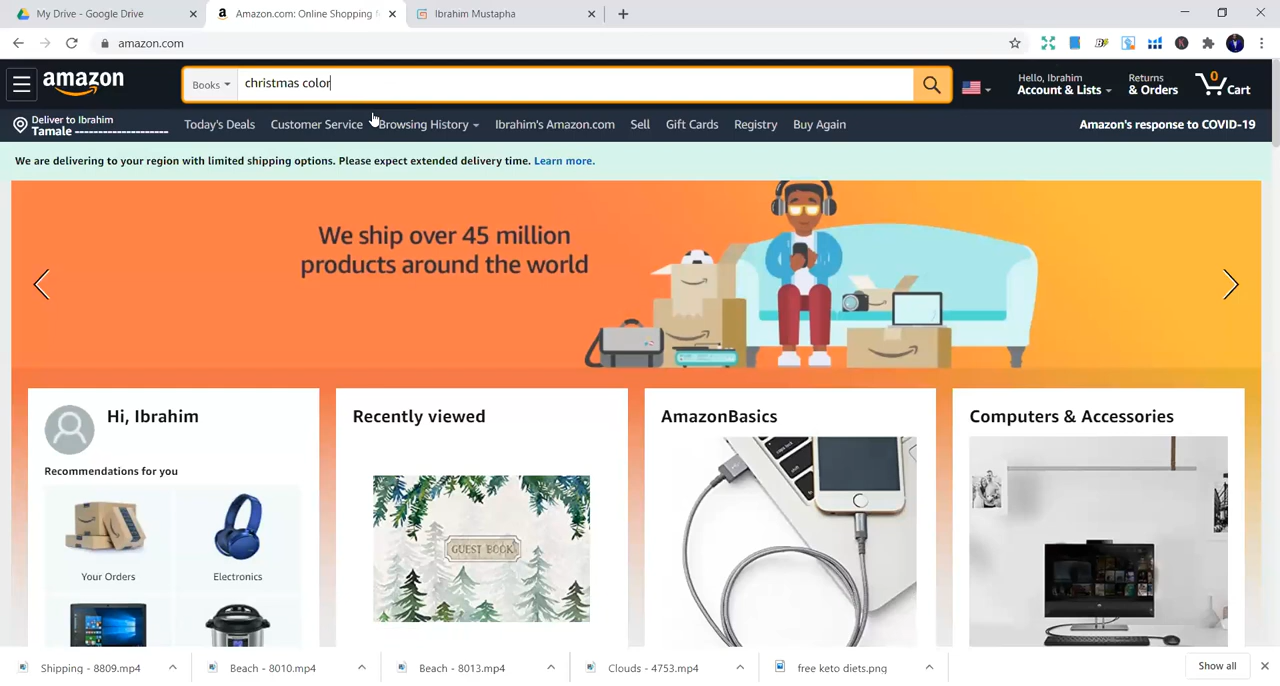 My Drive - Google Drive
Amazon.com: Online Shopping
Ibrahim Mustapha
amazon.com
amazon
Books
christmas color
Hello, Ibrahim
Account & Lists
Returns
& Orders
0
Cart
Deliver to Ibrahim
Tamale
Today's Deals
Customer Service
Browsing History
Ibrahim's Amazon.com
Sell
Gift Cards
Registry
Buy Again
Amazon's response to COVID-19
We are delivering to your region with limited shipping options. Please expect extended delivery time. Learn more.
We ship over 45 million
products around the world
Hi, Ibrahim
Recommendations for you
Your Orders
Electronics
Recently viewed
GUEST BOOK
AmazonBasics
Computers & Accessories
Shipping - 8809.mp4
Beach - 8010.mp4
Beach - 8013.mp4
Clouds - 4753.mp4
free keto diets.png
Show all